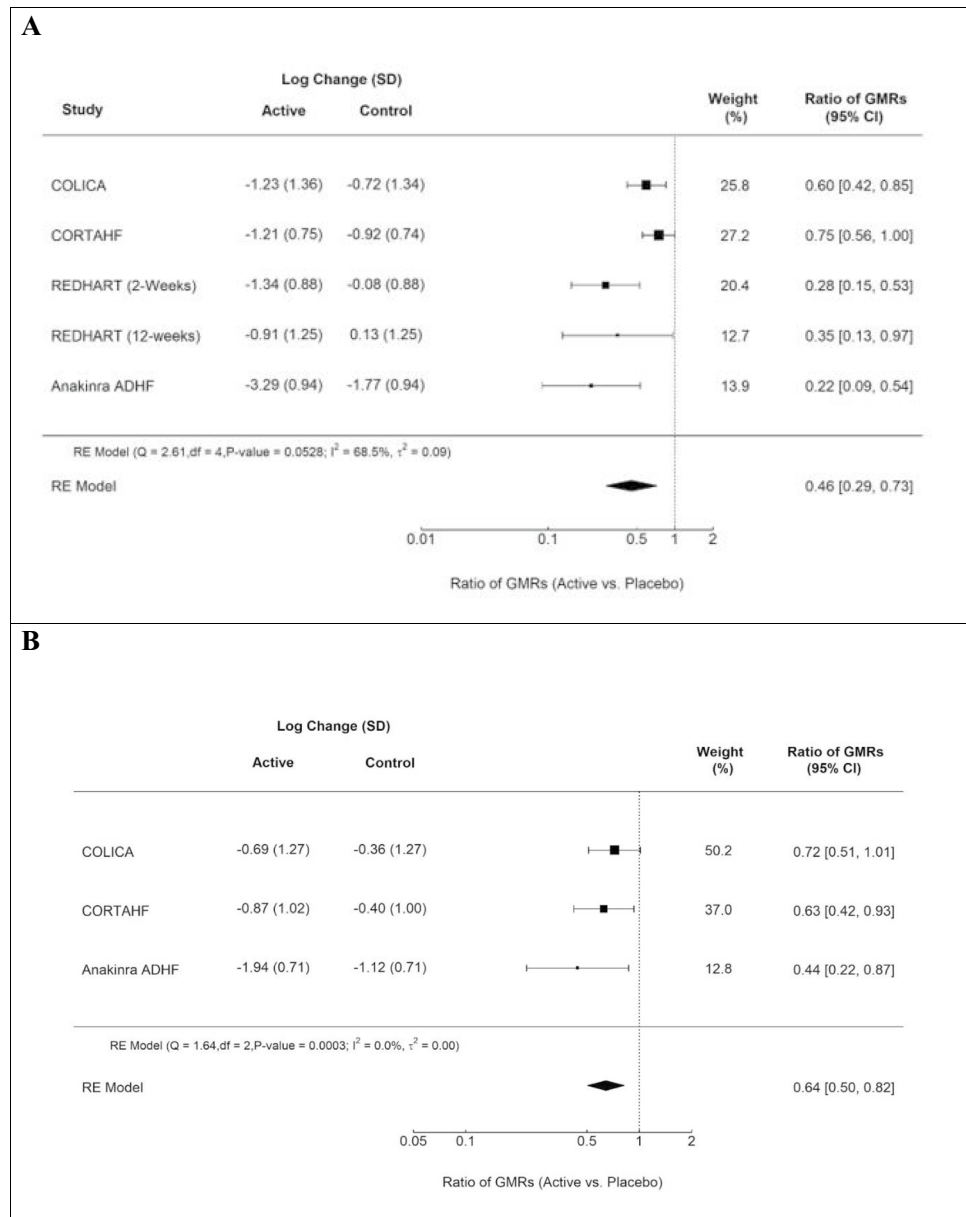 A
Log Change (SD)
Study Active Control Weight (%) Ratio of GMRs (95% CI)
COLICA -1.23 (1.36) -0.72 (1.34) 25.8 0.60 [0.42, 0.85]
CORTAHF -1.21 (0.75) -0.92 (0.74) 27.2 0.75 [0.56, 1.00]
REDHART (2-Weeks) -1.34 (0.88) -0.08 (0.88) 20.4 0.28 [0.15, 0.53]
REDHART (12-weeks) -0.91 (1.25) 0.13 (1.25) 12.7 0.35 [0.13, 0.97]
Anakinra ADHF -3.29 (0.94) -1.77 (0.94) 13.9 0.22 [0.09, 0.54]
RE Model (Q = 2.61,df = 4,P-value = 0.0528; I² = 68.5%, τ² = 0.09)
RE Model 0.46 [0.29, 0.73]
0.01 0.1 0.5 1 2
Ratio of GMRs (Active vs. Placebo)
B
Log Change (SD)
Active Control Weight (%) Ratio of GMRs (95% CI)
COLICA -0.69 (1.27) -0.36 (1.27) 50.2 0.72 [0.51, 1.01]
CORTAHF -0.87 (1.02) -0.40 (1.00) 37.0 0.63 [0.42, 0.93]
Anakinra ADHF -1.94 (0.71) -1.12 (0.71) 12.8 0.44 [0.22, 0.87]
RE Model (Q = 1.64,df = 2,P-value = 0.0003; I² = 0.0%, τ² = 0.00)
RE Model 0.64 [0.50, 0.82]
0.05 0.1 0.5 1 2
Ratio of GMRs (Active vs. Placebo)